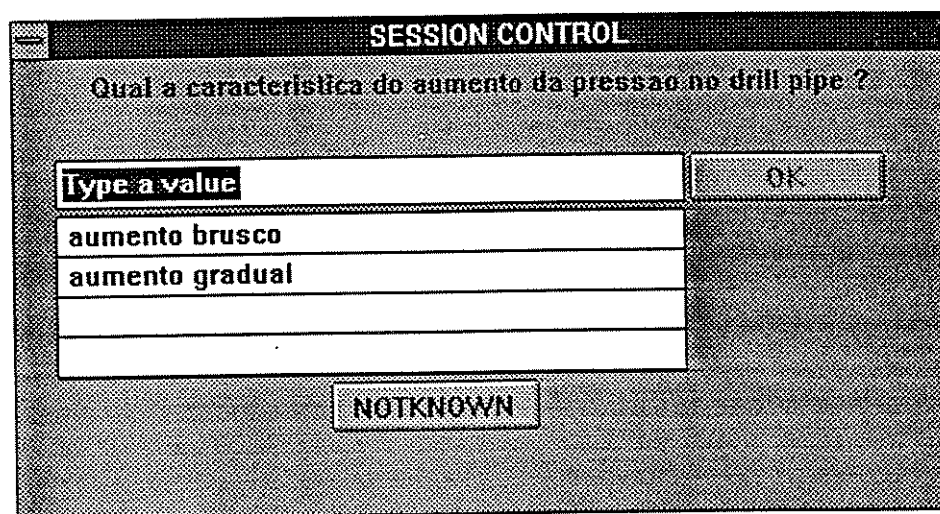 SESSION CONTROL
Qual a caracteristica do aumento da pressao no drill pipe ?
Type a value
OK
aumento brusco
aumento gradual
NOTKNOWN